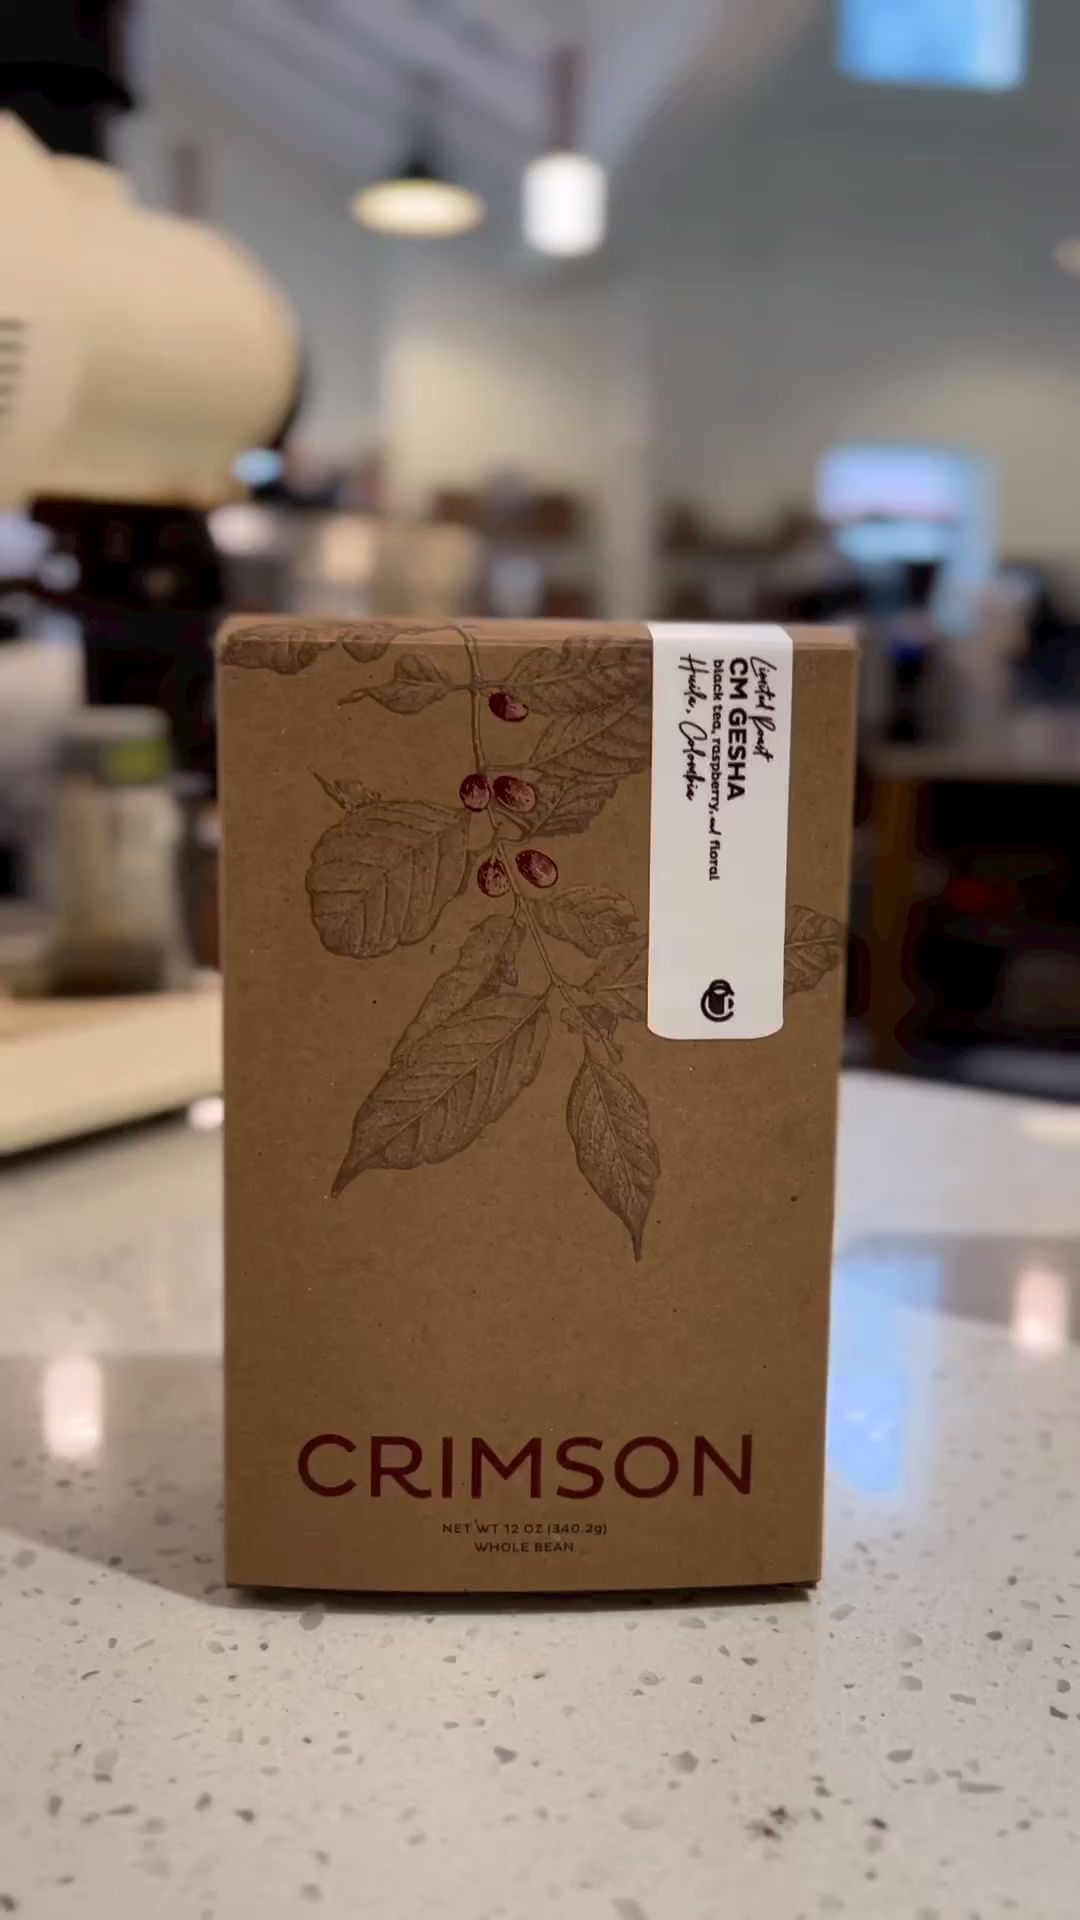 Limited Roast
CM GESHA
black tea, raspberry, and floral
Huila, Colombia
CRIMSON
NET WT 12 OZ (340.2g)
WHOLE BEAN